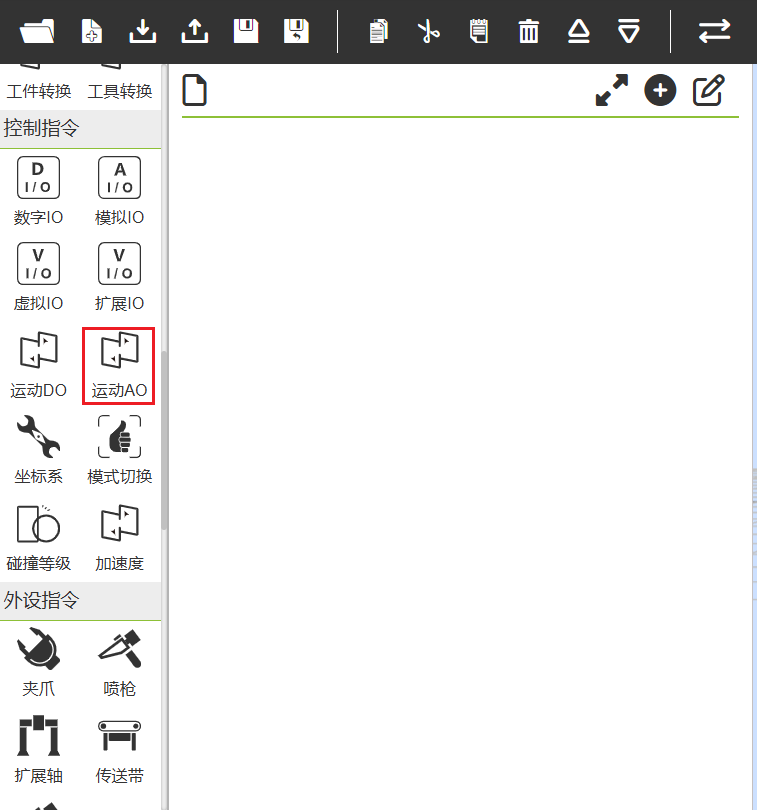 工件转换 工具转换
控制指令
D A
I/O I/O
数字IO 模拟IO
V V
I/O I/O
虚拟IO 扩展IO
运动DO 运动AO
坐标系 模式切换
碰撞等级 加速度
外设指令
夹爪 喷枪
扩展轴 传送带